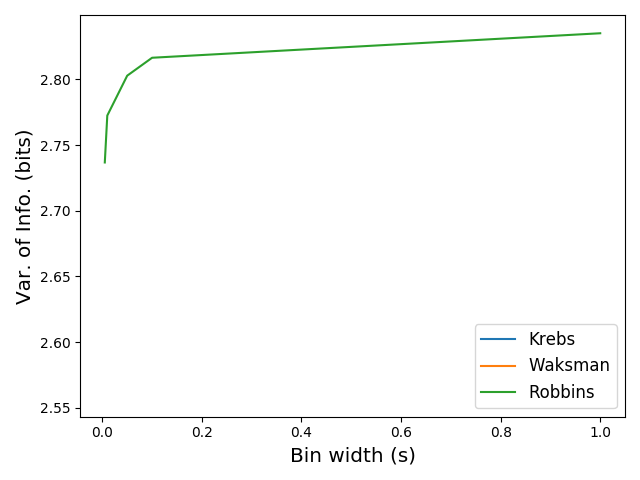 Var. of Info. (bits)
2.80
2.75
2.70
2.65
2.60
2.55
0.0 0.2 0.4 0.6 0.8 1.0
Bin width (s)
Krebs
Waksman
Robbins